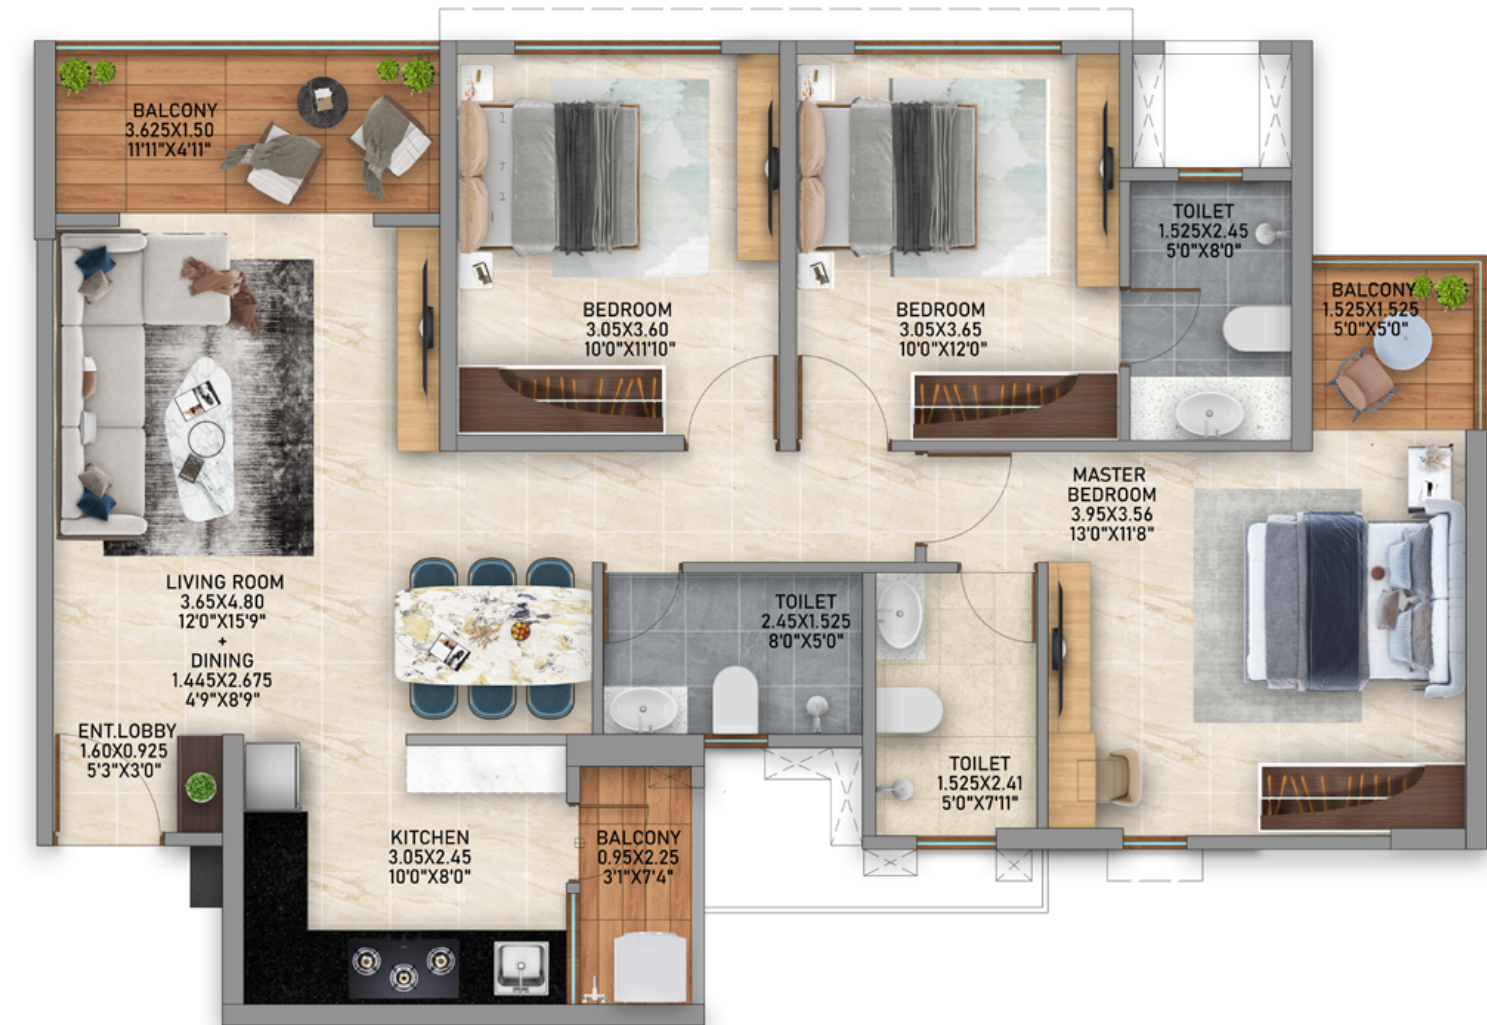 BALCONY
3.625X1.50
11'11"X4'11"
BEDROOM
3.05X3.60
10'0"X11'10"
BEDROOM
3.05X3.65
10'0"X12'0"
TOILET
1.525X2.45
5'0"X8'0"
BALCONY
1.525X1.525
5'0"X5'0"
MASTER
BEDROOM
3.95X3.56
13'0"X11'8"
LIVING ROOM
3.65X4.80
12'0"X15'9"
+
DINING
1.445X2.675
4'9"X8'9"
TOILET
2.45X1.525
8'0"X5'0"
ENT.LOBBY
1.60X0.925
5'3"X3'0"
TOILET
1.525X2.41
5'0"X7'11"
KITCHEN
3.05X2.45
10'0"X8'0"
BALCONY
0.95X2.25
3'1"X7'4"